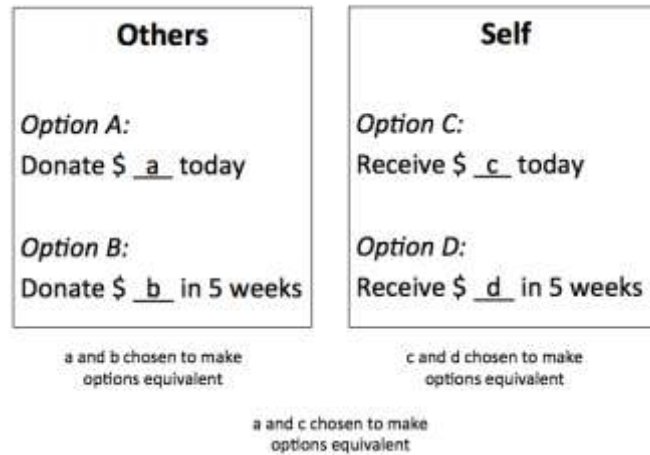 Others
Option A:
Donate $ a today
Option B:
Donate $ b in 5 weeks
Self
Option C:
Receive $ c today
Option D:
Receive $ d in 5 weeks
a and b chosen to make
options equivalent
c and d chosen to make
options equivalent
a and c chosen to make
options equivalent